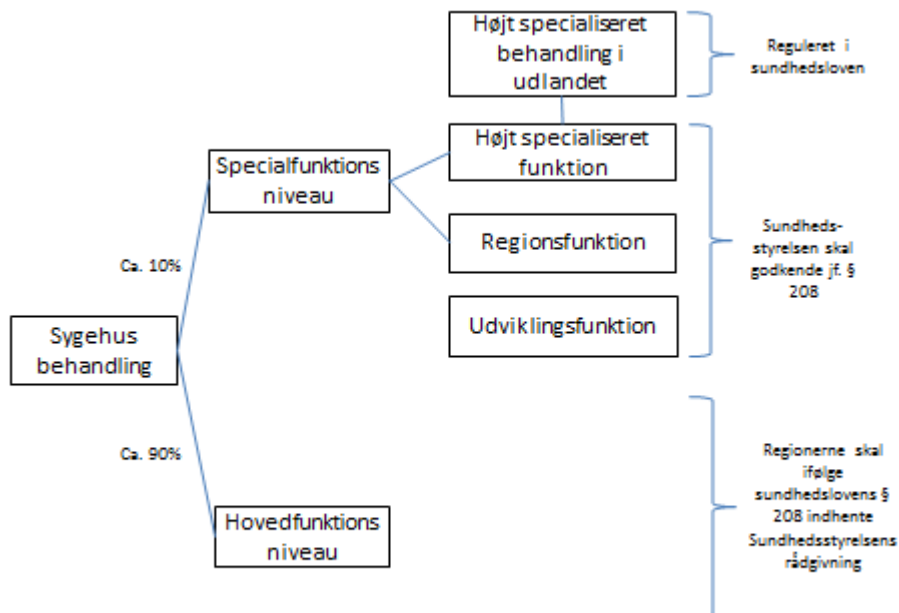 Højt specialiseret
behandling i
udlandet
Reguleret i
sundhedsloven
Højt specialiseret
funktion
Specialfunktions
niveau
Regionsfunktion
Sundheds-
styrelsen skal
godkende jf. §
208
Ca. 10%
Udviklingsfunktion
Sygehus
behandling
Ca. 90%
Regionerne skal
ifølge
sundhedslovens §
208 indhente
Sundhedsstyrelsens
rådgivning
Hovedfunktions
niveau